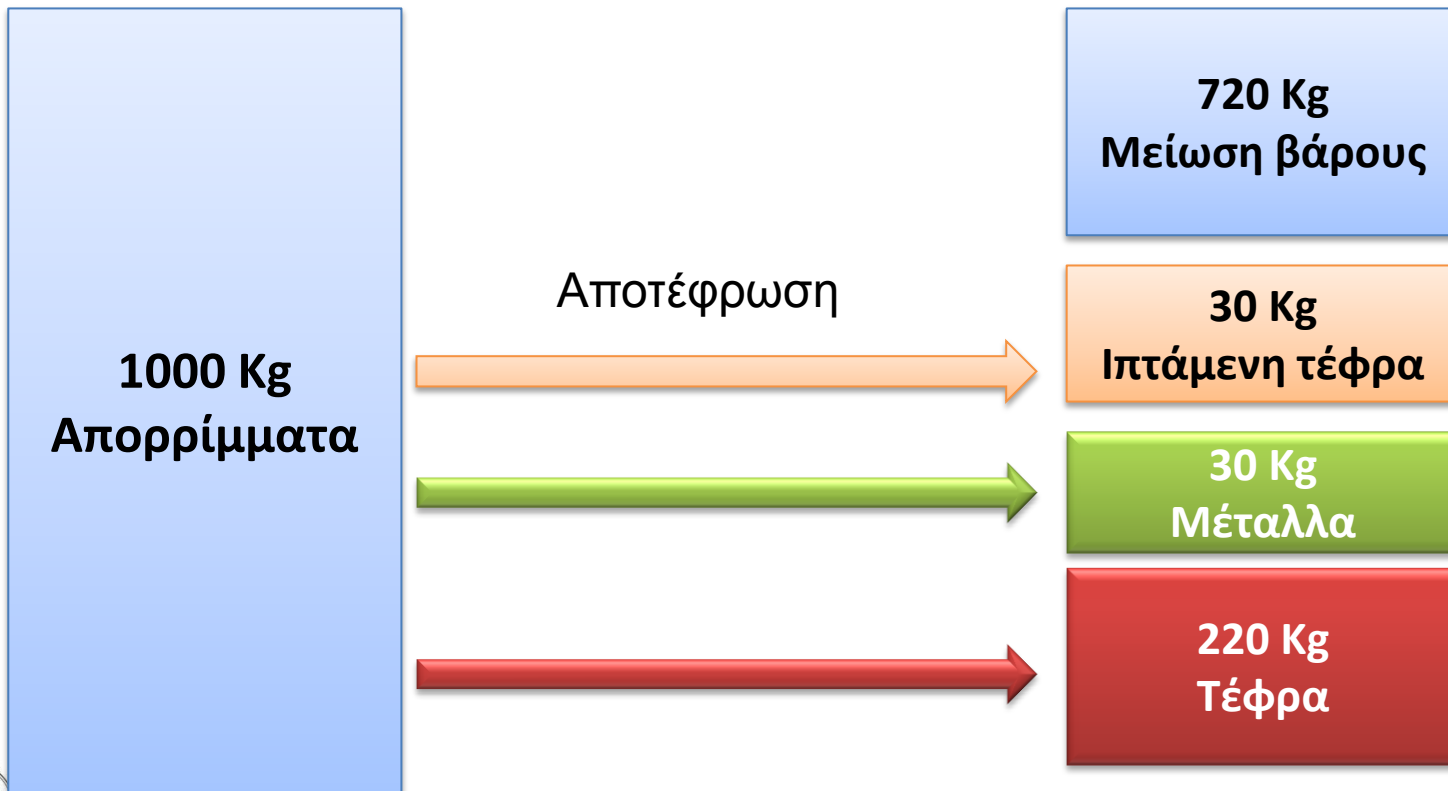 1000 Kg
Απορρίμματα
Αποτέφρωση
720 Kg
Μείωση βάρους
30 Kg
Ιπτάμενη τέφρα
30 Kg
Μέταλλα
220 Kg
Τέφρα